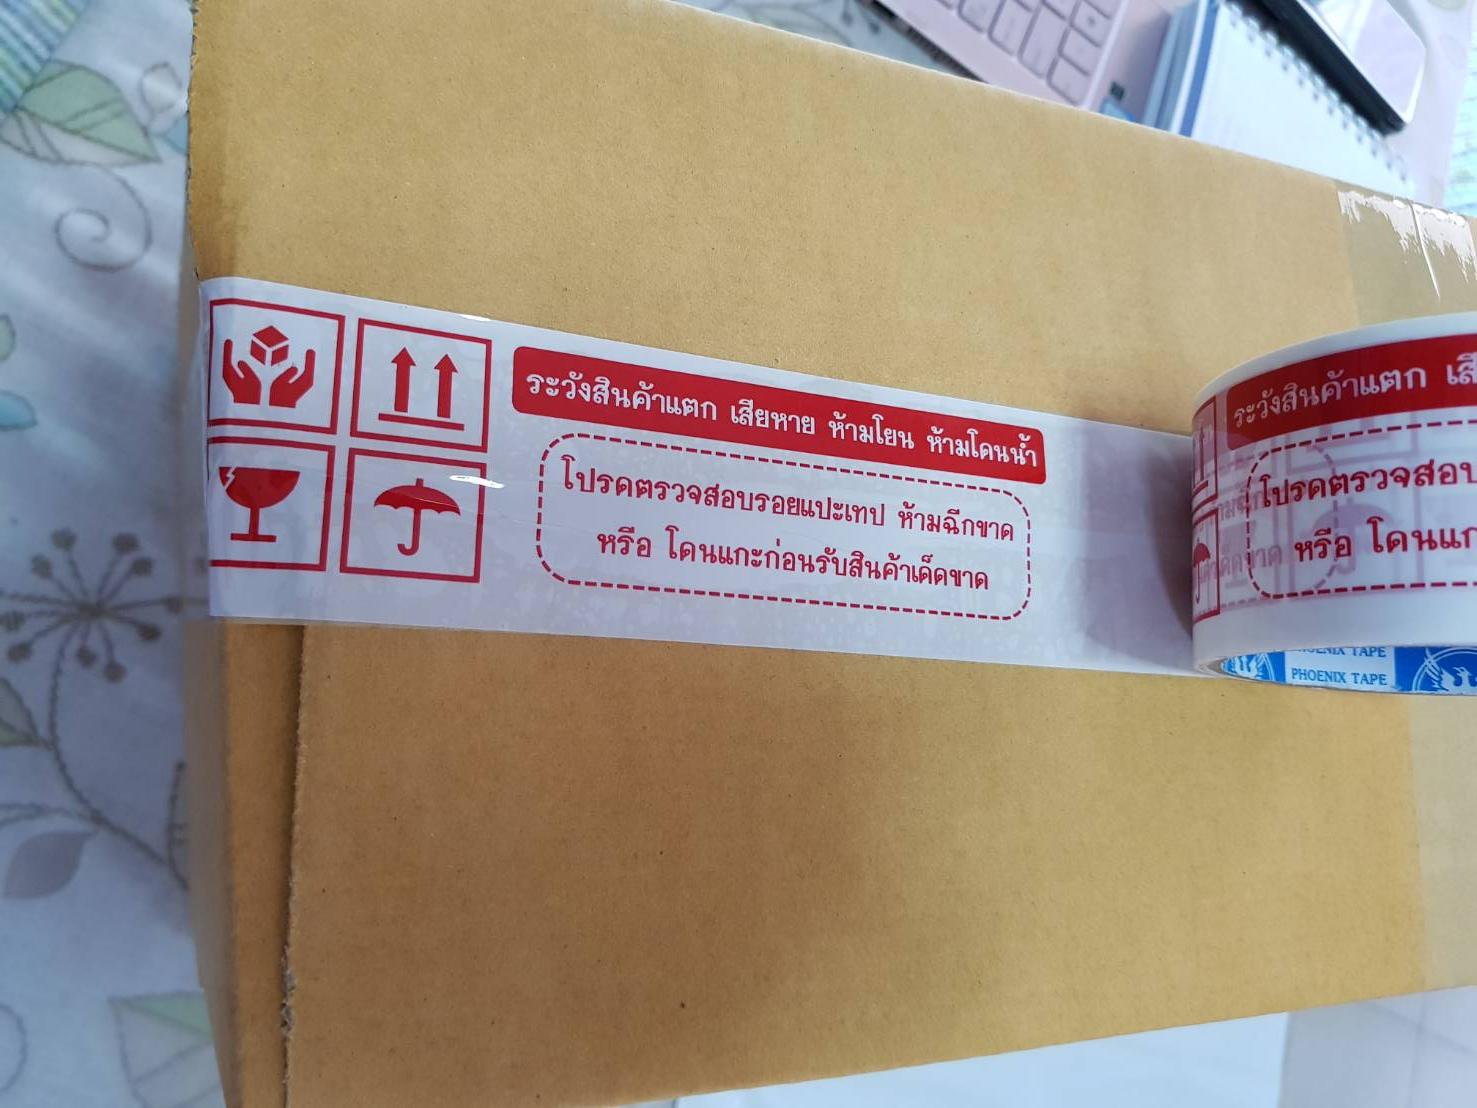 ระวังสินค้าแตก เสียหาย ห้ามโยน ห้ามโดนน้ำ
โปรดตรวจสอบรอยแปะเทป ห้ามฉีกขาด
หรือ โดนแกะก่อนรับสินค้าเด็ดขาด
ระวังสินค้าแตก เสี
โปรดตรวจสอบ
หรือ โดนแก
PHOENIX TAPE
PHOENIX TAPE